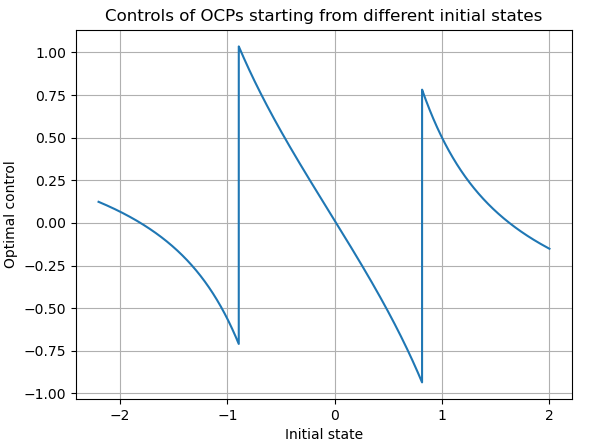 Controls of OCPs starting from different initial states
Optimal control
1.00
0.75
0.50
0.25
0.00
−0.25
−0.50
−0.75
−1.00
−2 −1 0 1 2
Initial state